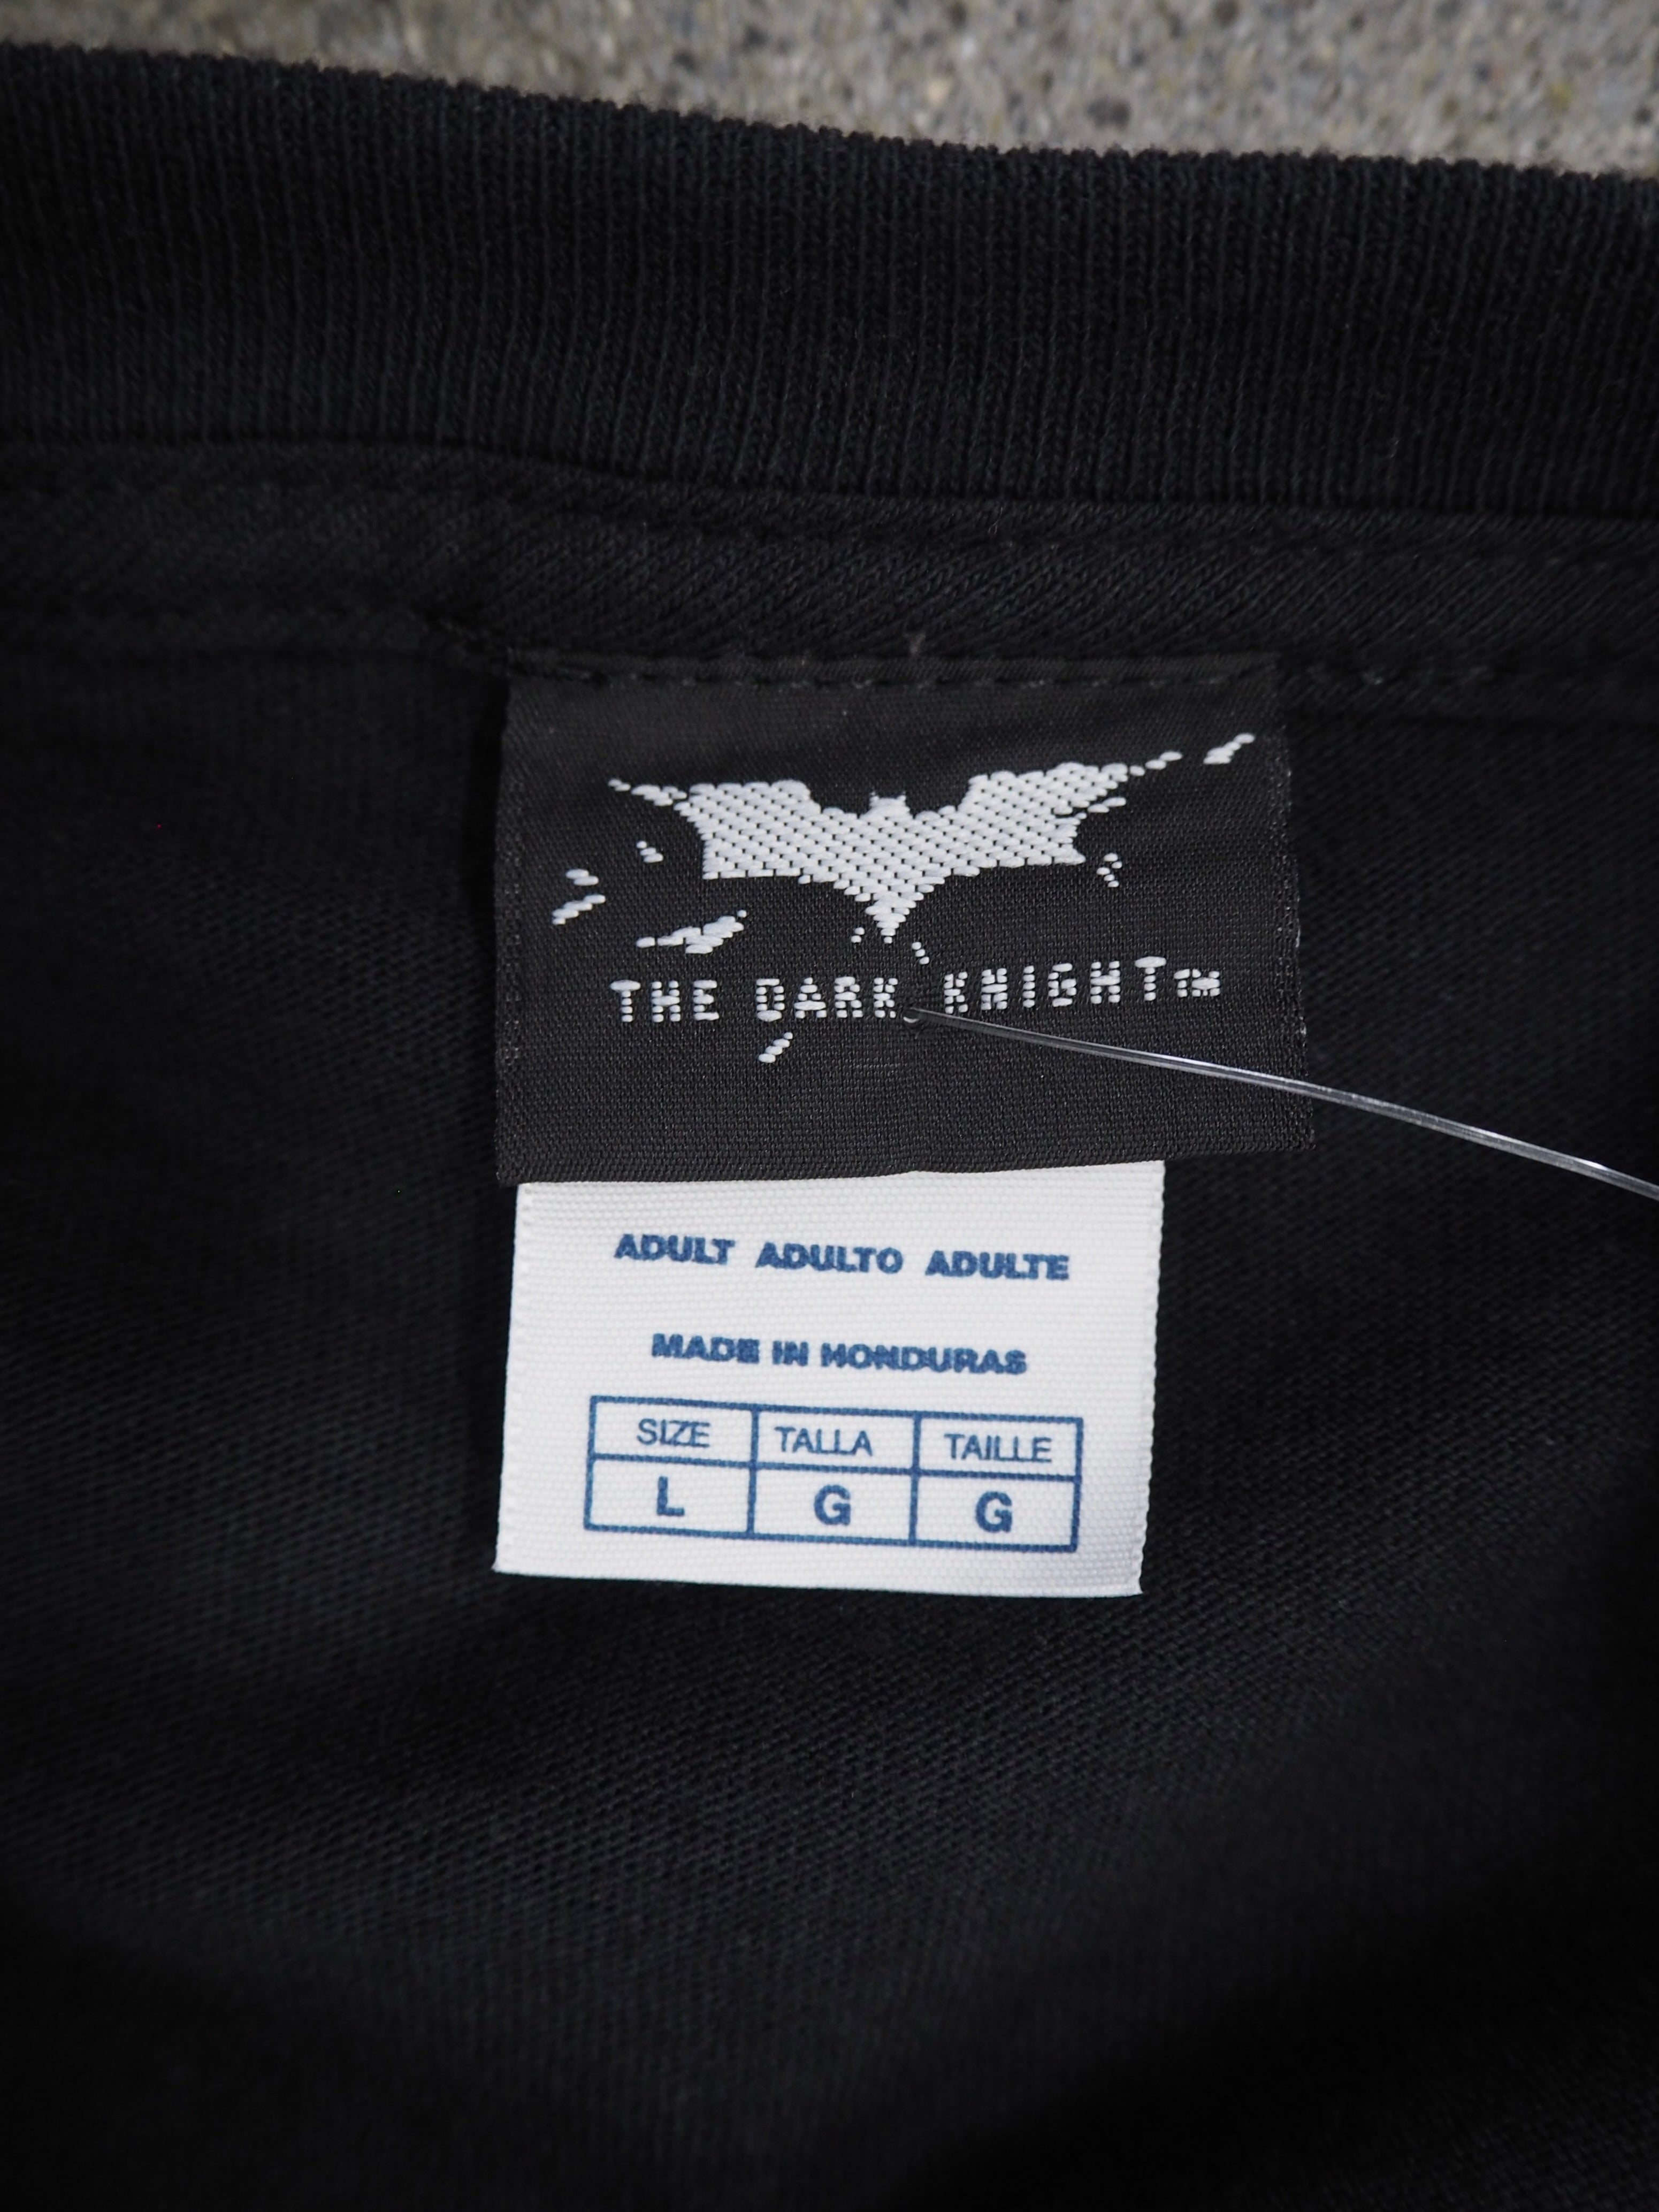 THE DARK KNIGHT™
ADULT ADULTO ADULTE
MADE IN HONDURAS
SIZE TALLA TAILLE
L G G